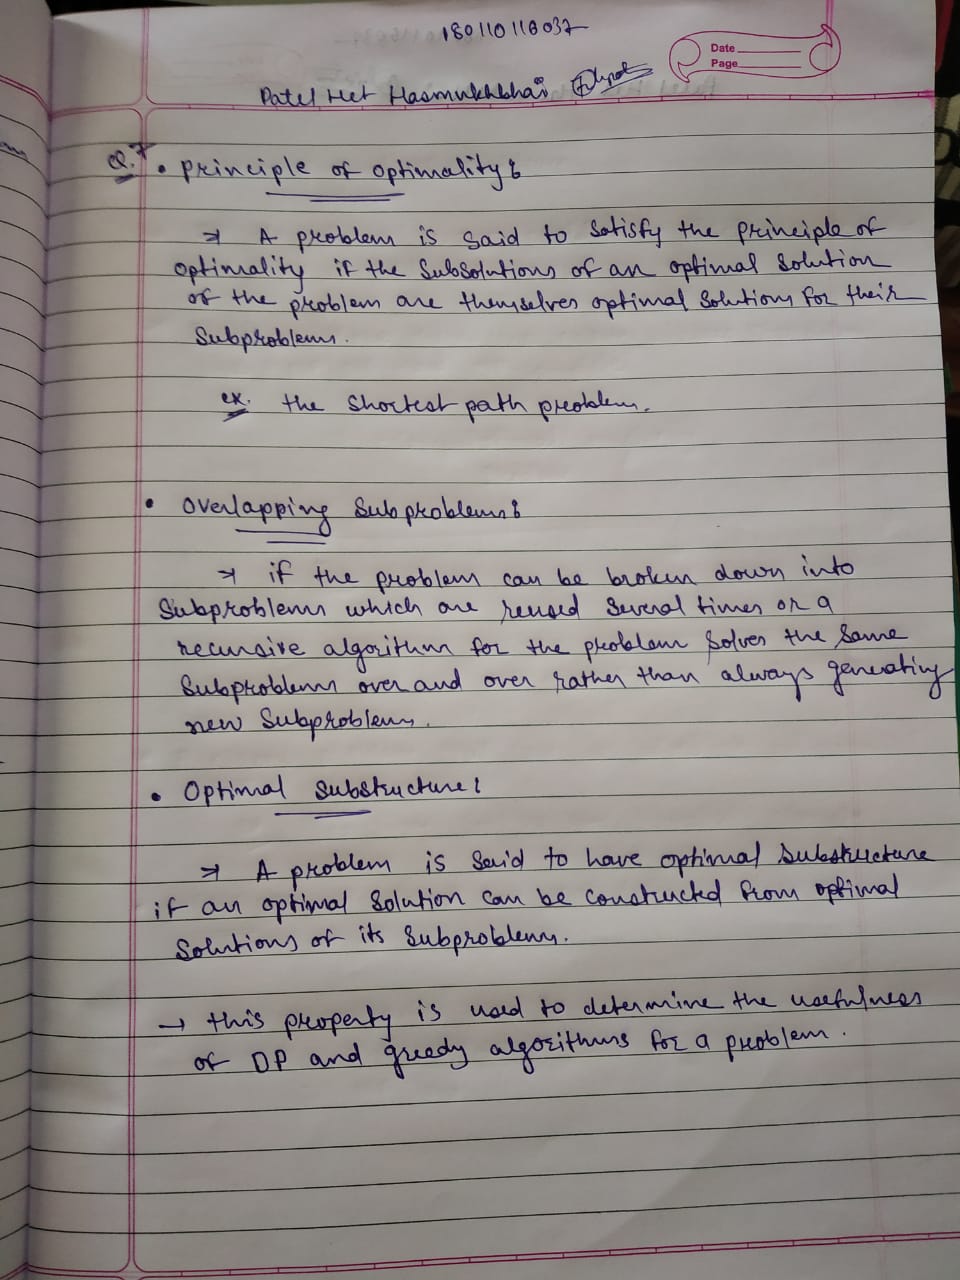 180110116037
Date
Page
Patel Het Hasmukhbhai
Q.7 • principle of optimality:
→ A problem is said to satisfy the principle of
optimality if the subsolutions of an optimal solution
of the problem are themselves optimal solutions for their
subproblems.
ex. the shortest path problem.
• overlapping subproblems:
→ if the problem can be broken down into
subproblems which are reused several times or a
recursive algorithm for the problem solves the same
subproblem over and over rather than always generating
new subproblems.
• Optimal substructure:
→ A problem is said to have optimal substructure
if an optimal solution can be constructed from optimal
solutions of its subproblems.
→ this property is used to determine the usefulness
of DP and greedy algorithms for a problem.